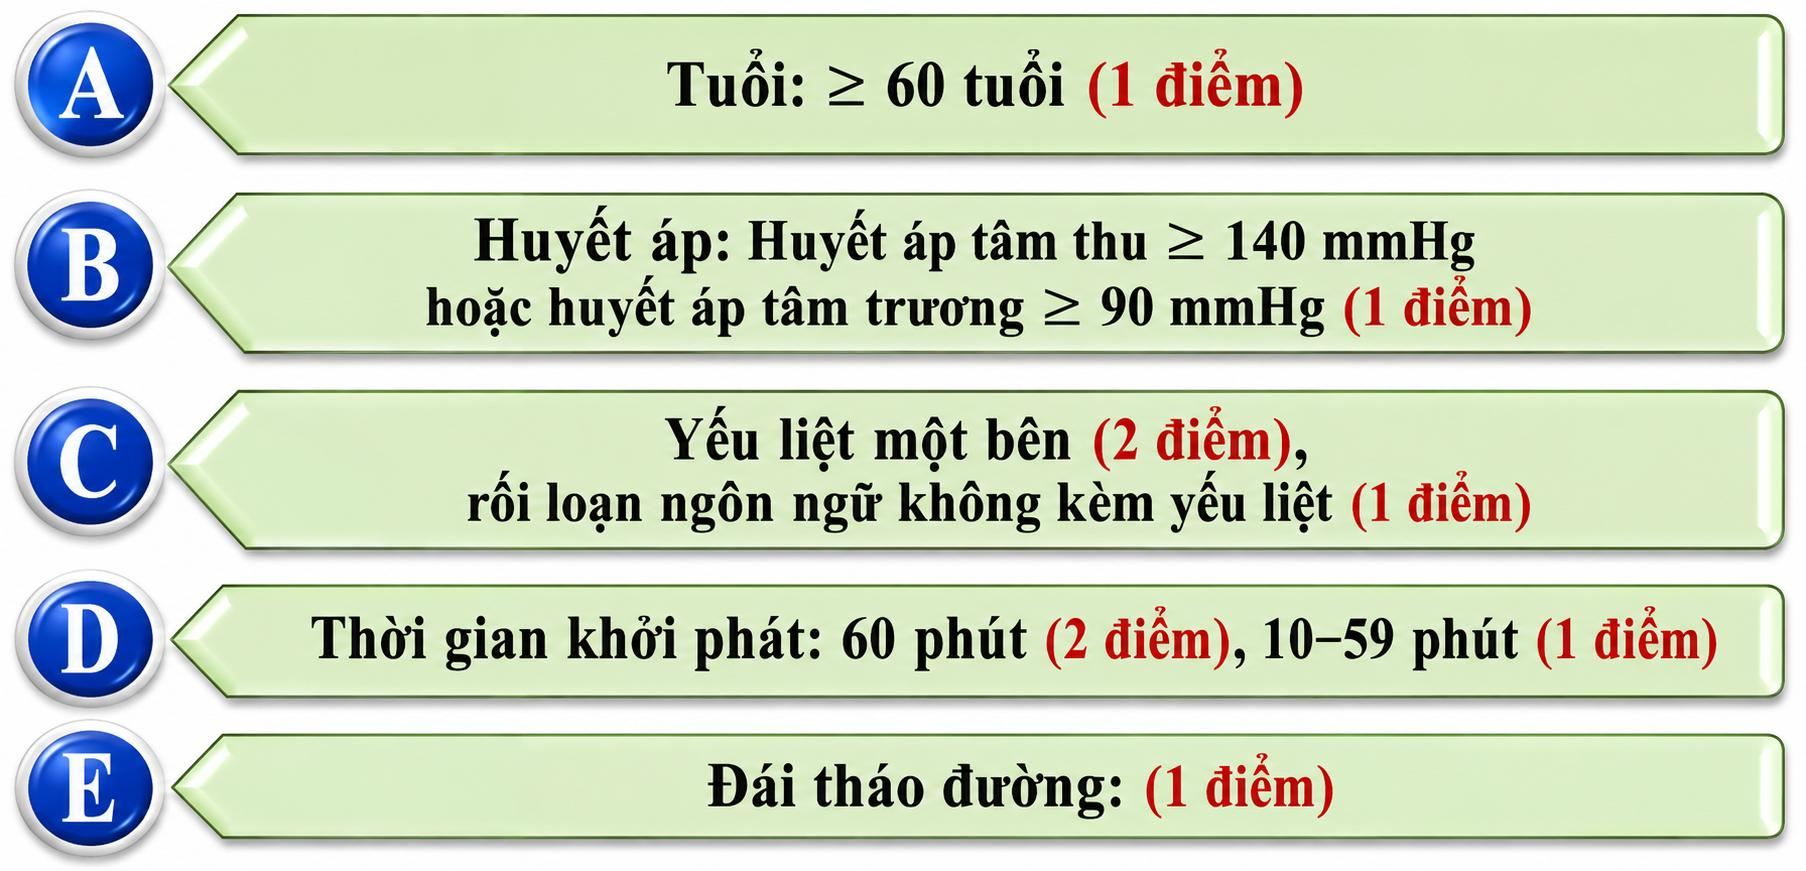 A
Tuổi: ≥ 60 tuổi (1 điểm)
B
Huyết áp: Huyết áp tâm thu ≥ 140 mmHg
hoặc huyết áp tâm trương ≥ 90 mmHg (1 điểm)
C
Yếu liệt một bên (2 điểm),
rối loạn ngôn ngữ không kèm yếu liệt (1 điểm)
D
Thời gian khởi phát: 60 phút (2 điểm), 10–59 phút (1 điểm)
E
Đái tháo đường: (1 điểm)